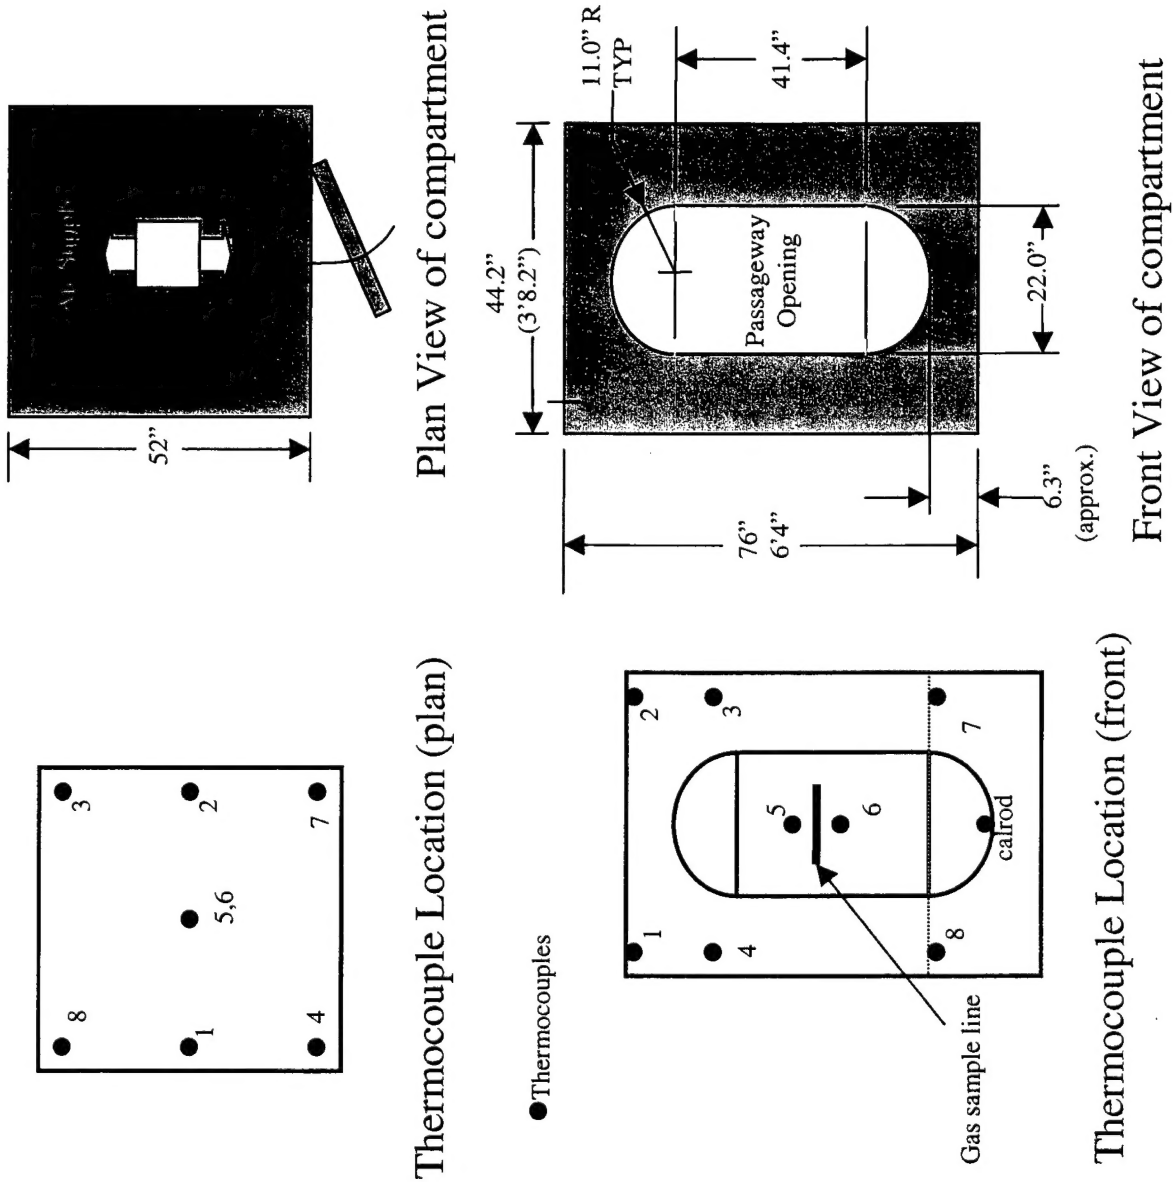 52”
Plan View of compartment
44.2”
(3’8.2”)
11.0” R
TYP
41.4”
Passageway
Opening
76”
6’4”
22.0”
6.3”
(approx.)
Front View of compartment
8
3
1
5,6
2
4
7
Thermocouple Location (plan)
Thermocouples
1
2
4
3
5
6
8
7
calrod
Gas sample line
Thermocouple Location (front)